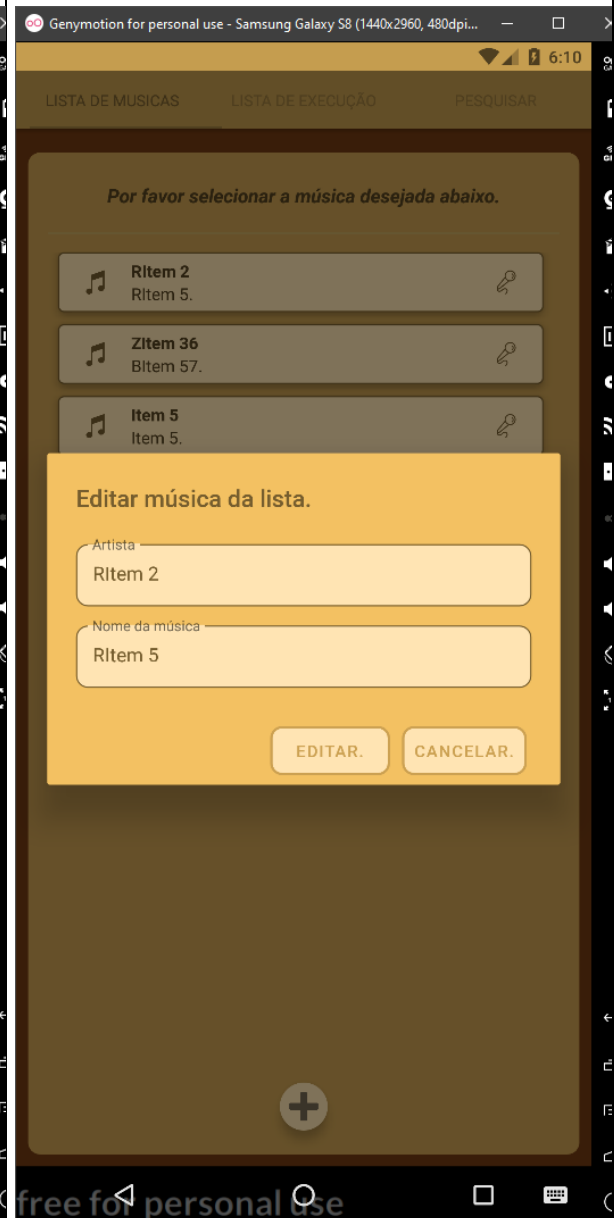 Genymotion for personal use - Samsung Galaxy S8 (1440x2960, 480dpi...
6:10
LISTA DE MUSICAS LISTA DE EXECUÇÃO PESQUISAR
Por favor selecionar a música desejada abaixo.
RItem 2
RItem 5.
ZItem 36
BItem 57.
Item 5
Item 5.
Editar música da lista.
Artista
RItem 2
Nome da música
RItem 5
EDITAR. CANCELAR.
free for personal use